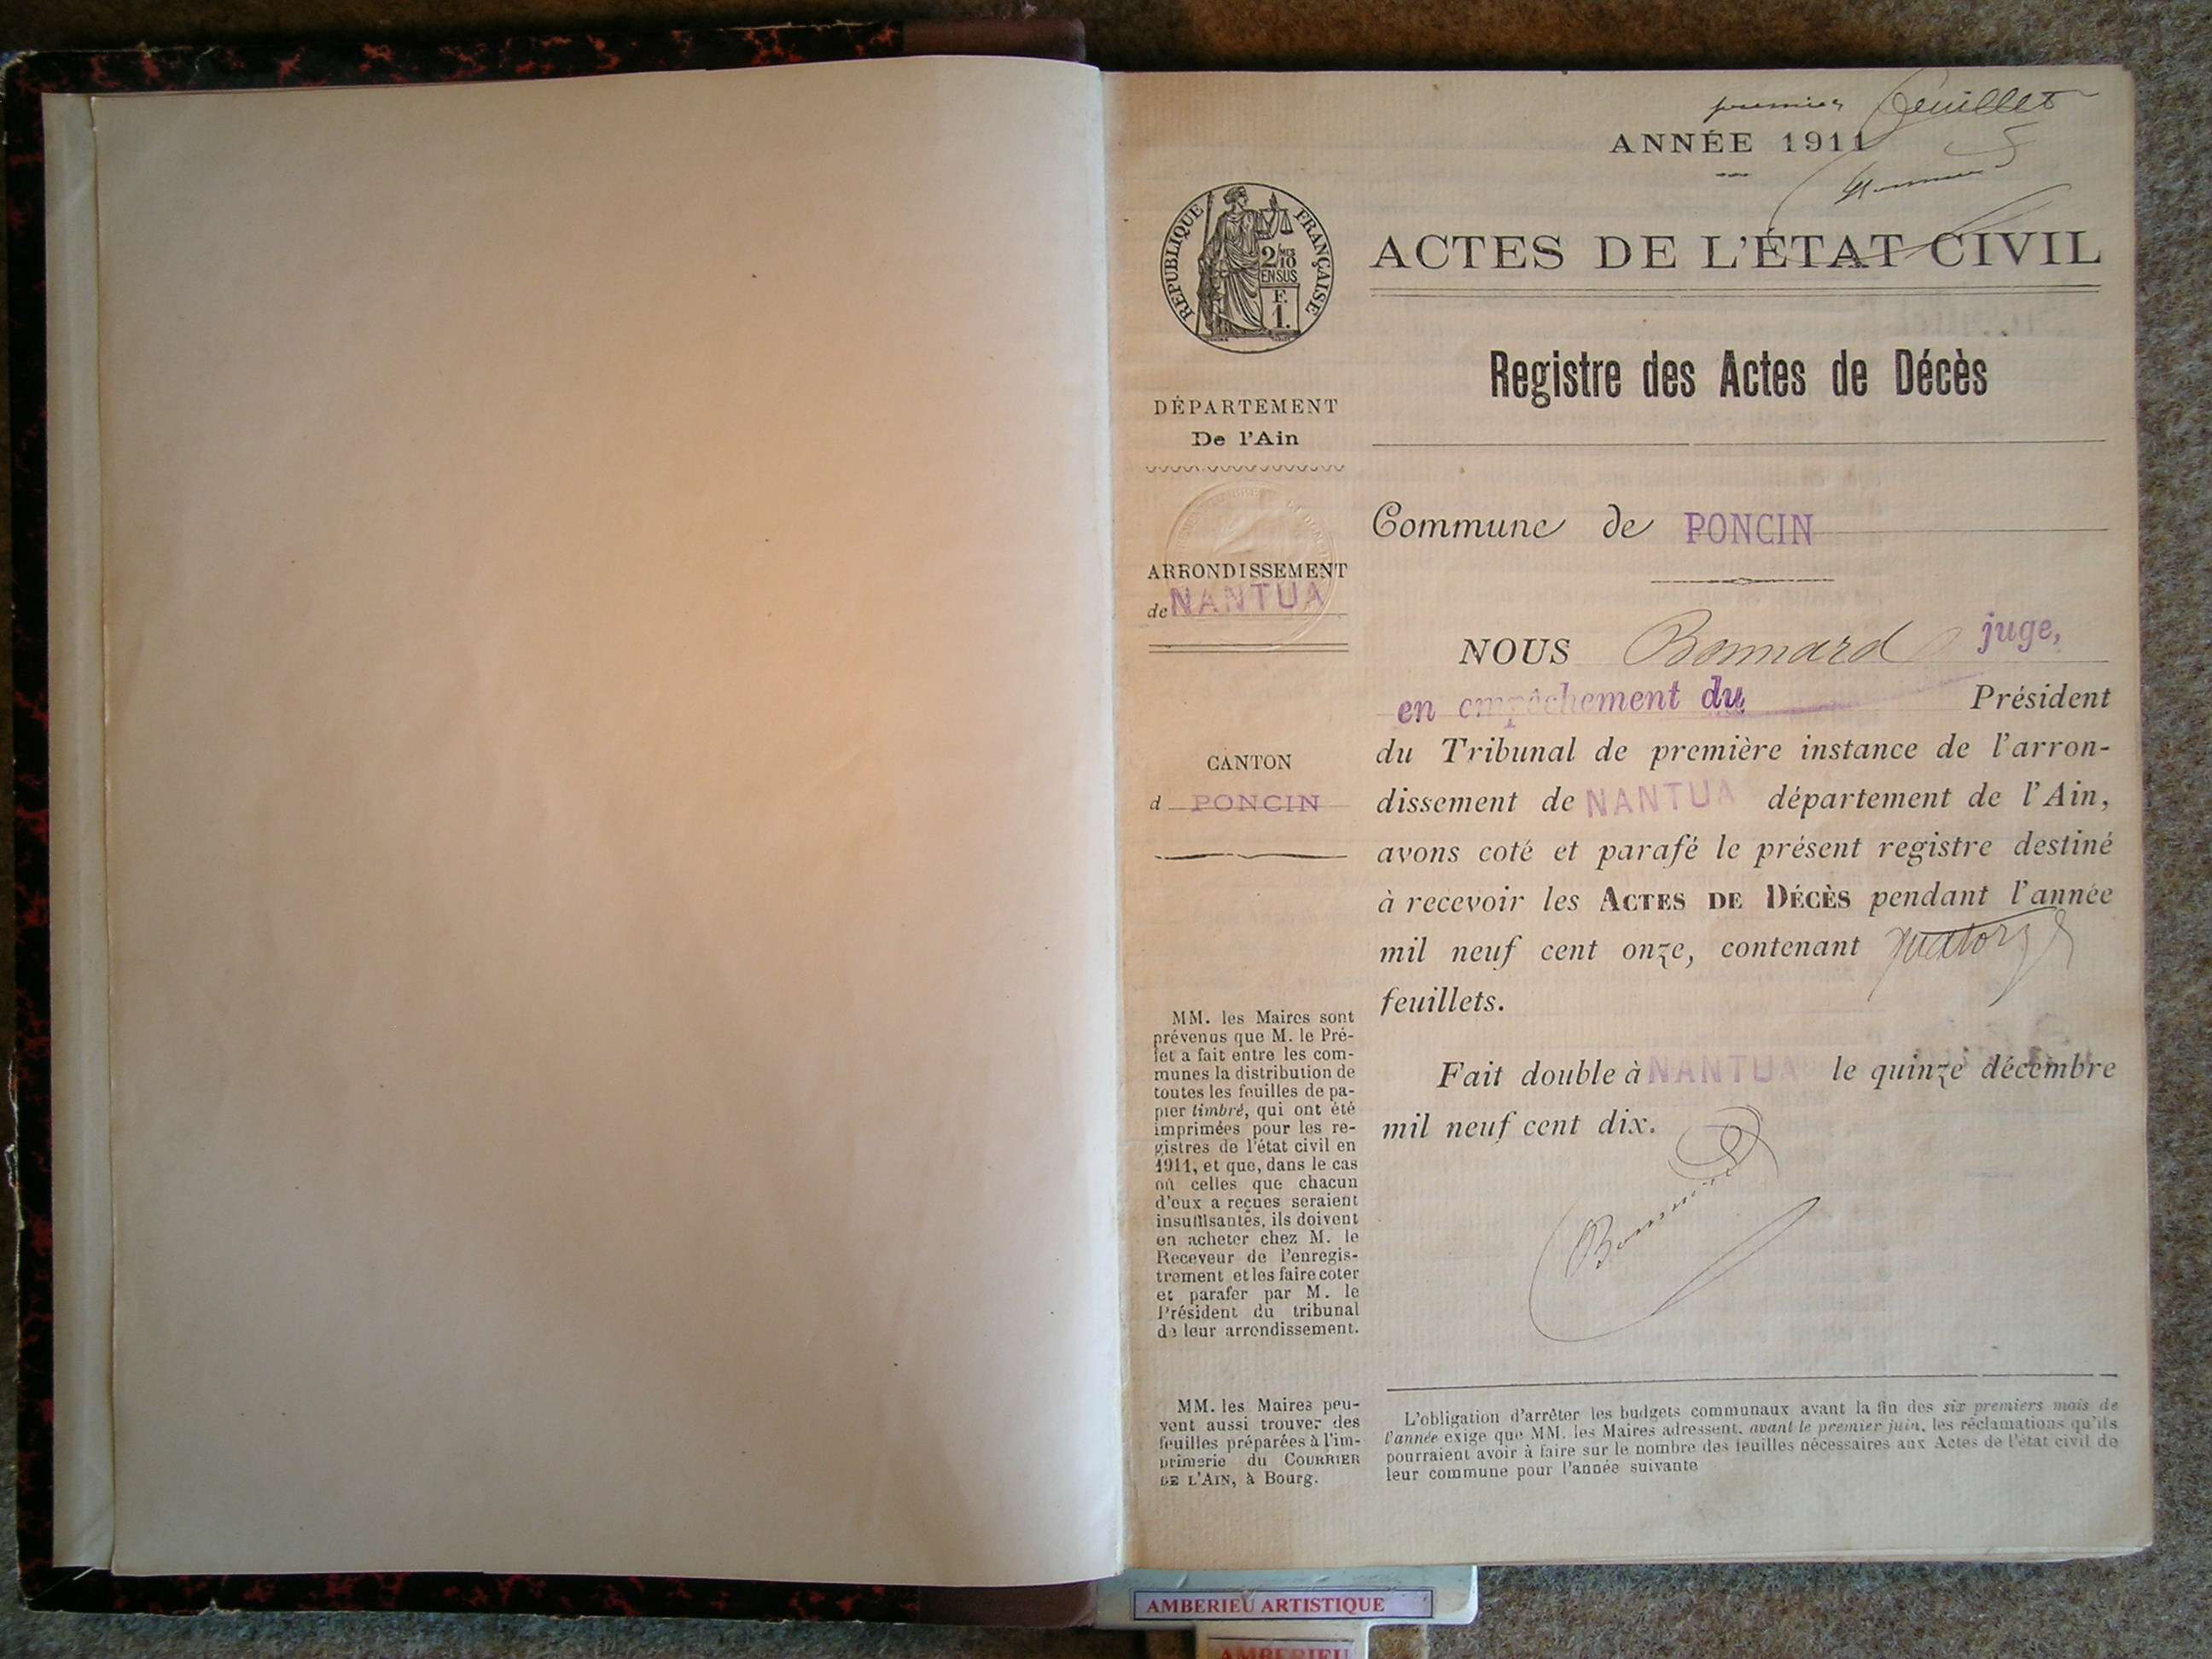 premier feuillet
ANNÉE 1911
RÉPUBLIQUE FRANÇAISE
2/10
EN SUS
F.
1.
ACTES DE L'ÉTAT CIVIL
Registre des Actes de Décès
DÉPARTEMENT
De l'Ain
ARRONDISSEMENT
de NANTUA
CANTON
d PONCIN
MM. les Maires sont
prévenus que M. le Pré-
fet a fait entre les com-
munes la distribution de
toutes les feuilles de pa-
pier timbré, qui ont été
imprimées pour les re-
gistres de l'état civil en
1911, et que, dans le cas
où celles que chacun
d'eux a reçues seraient
insuffisantes, ils doivent
en acheter chez M. le
Receveur de l'enregis-
trement et les faire coter
et parafer par M. le
Président du tribunal
de leur arrondissement.
MM. les Maires peu-
vent aussi trouver des
feuilles préparées à l'im-
primerie du COURRIER
DE L'AIN, à Bourg.
Commune de PONCIN
NOUS Bonnard juge,
en empêchement du Président
du Tribunal de première instance de l'arron-
dissement de NANTUA département de l'Ain,
avons coté et parafé le présent registre destiné
à recevoir les ACTES DE DÉCÈS pendant l'année
mil neuf cent onze, contenant quatorze
feuillets.
Fait double à NANTUA le quinze décembre
mil neuf cent dix.
Bonnard
L'obligation d'arrêter les budgets communaux avant la fin des six premiers mois de
l'année exige que MM. les Maires adressent, avant le premier juin, les réclamations qu'ils
pourraient avoir à faire sur le nombre des feuilles nécessaires aux Actes de l'état civil de
leur commune pour l'année suivante
AMBERIEU ARTISTIQUE
AMBERIEU